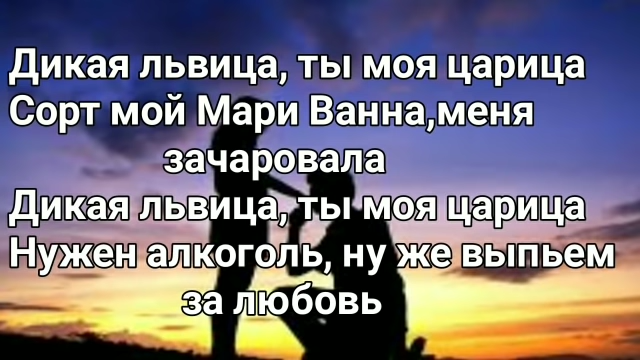 Дикая львица, ты моя царица
Сорт мой Мари Ванна,меня
зачаровала
Дикая львица, ты моя царица
Нужен алкоголь, ну же выпьем
за любовь